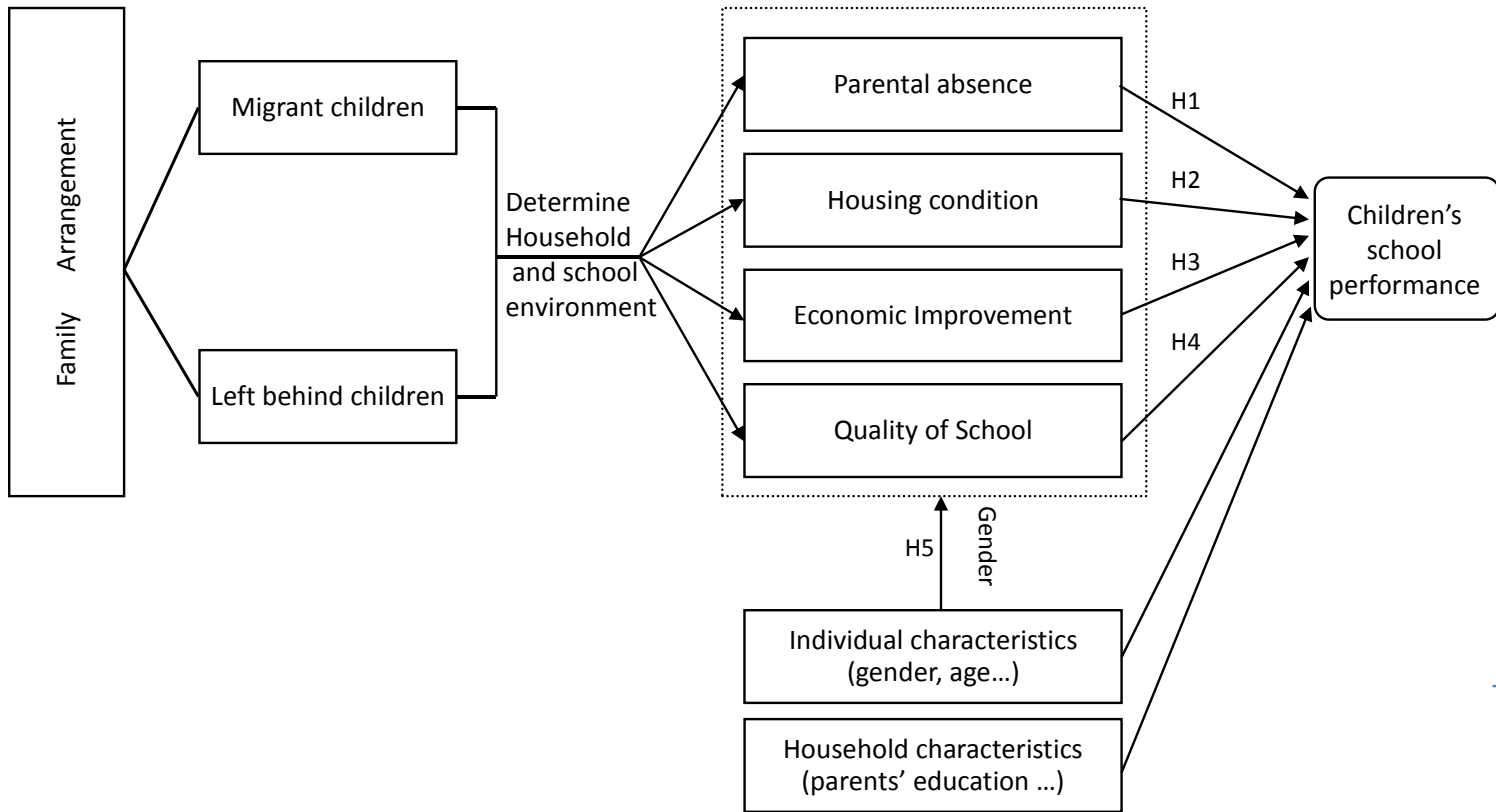 Family Arrangement
Migrant children
Left behind children
Determine
Household
and school
environment
Parental absence
Housing condition
Economic Improvement
Quality of School
H1
H2
H3
H4
Children’s
school
performance
H5
Gender
Individual characteristics
(gender, age…)
Household characteristics
(parents’ education …)